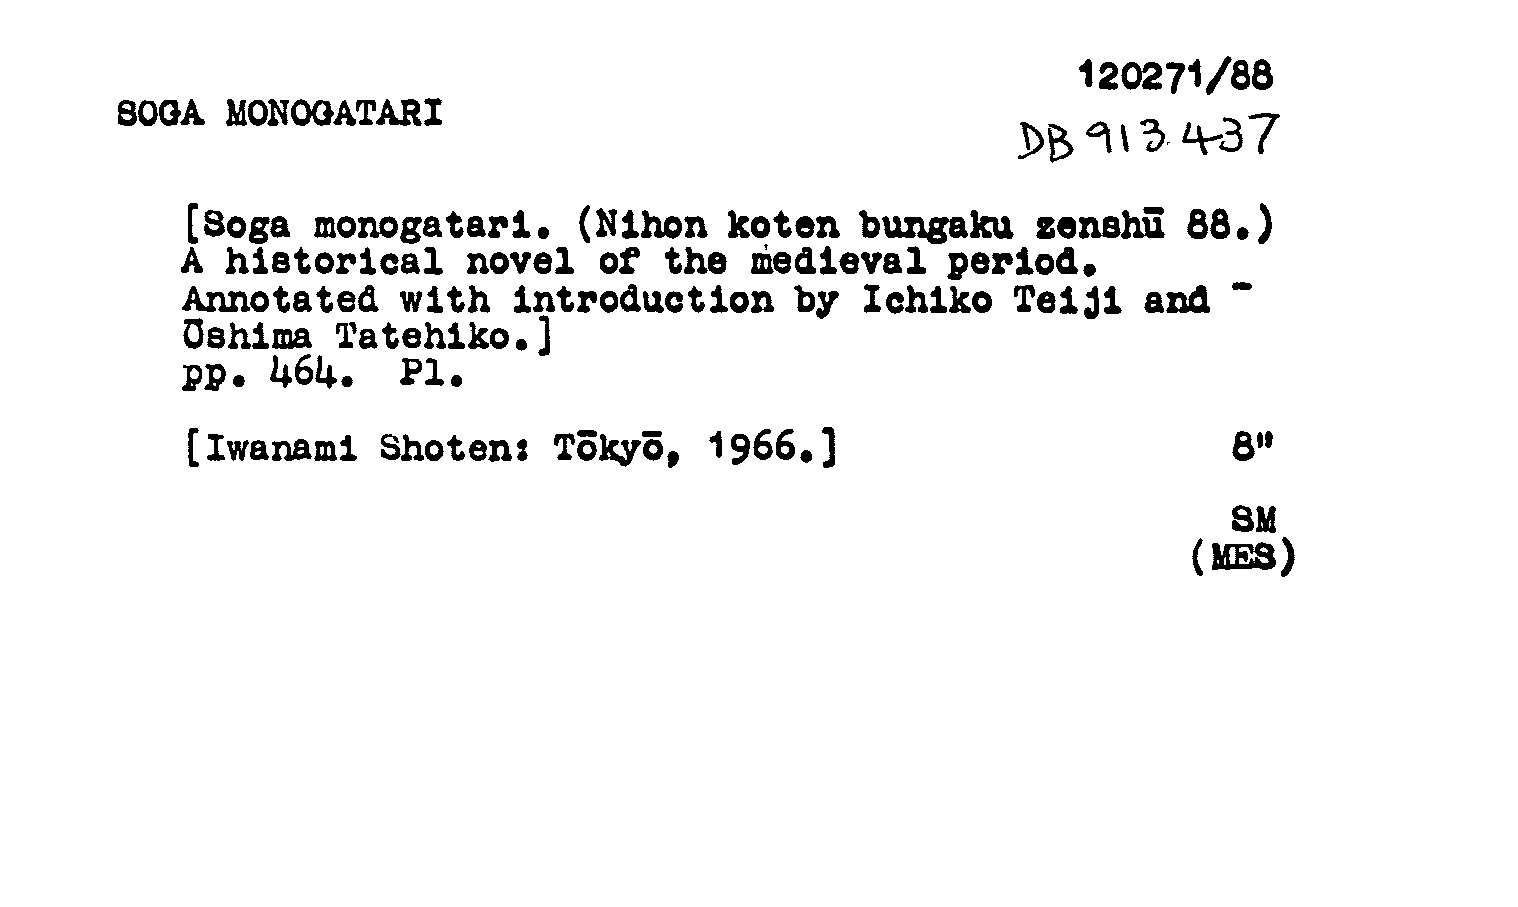 120271/88
SOGA MONOGATARI
DB 913.437
[Soga monogatari. (Nihon koten bungaku zenshū 88.)
A historical novel of the medieval period.
Annotated with introduction by Ichiko Teiji and -
Ōshima Tatehiko.]
pp. 464. Pl.
[Iwanami Shoten: Tōkyō, 1966.] 8"
SM
(MES)